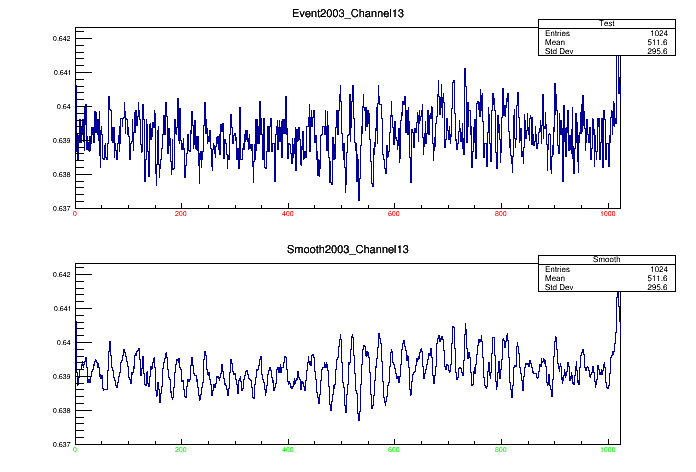 Event2003_Channel13
Test
Entries 1024
Mean 511.6
Std Dev 295.6
0.642
0.641
0.64
0.639
0.638
0.637
0 200 400 600 800 1000
Smooth2003_Channel13
Smooth
Entries 1024
Mean 511.6
Std Dev 295.6
0.642
0.641
0.64
0.639
0.638
0.637
0 200 400 600 800 1000